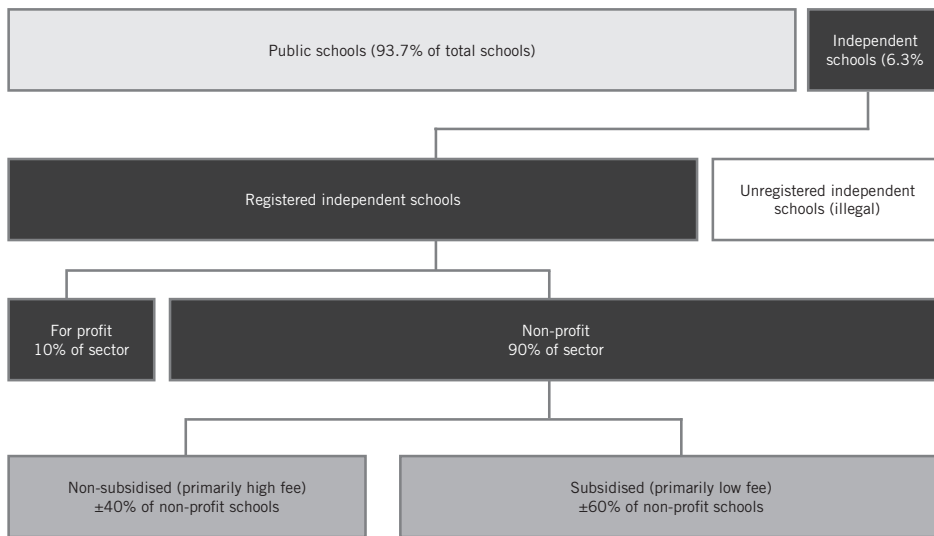 Public schools (93.7% of total schools)
Independent
schools (6.3%
Registered independent schools
Unregistered independent
schools (illegal)
For profit
10% of sector
Non-profit
90% of sector
Non-subsidised (primarily high fee)
±40% of non-profit schools
Subsidised (primarily low fee)
±60% of non-profit schools